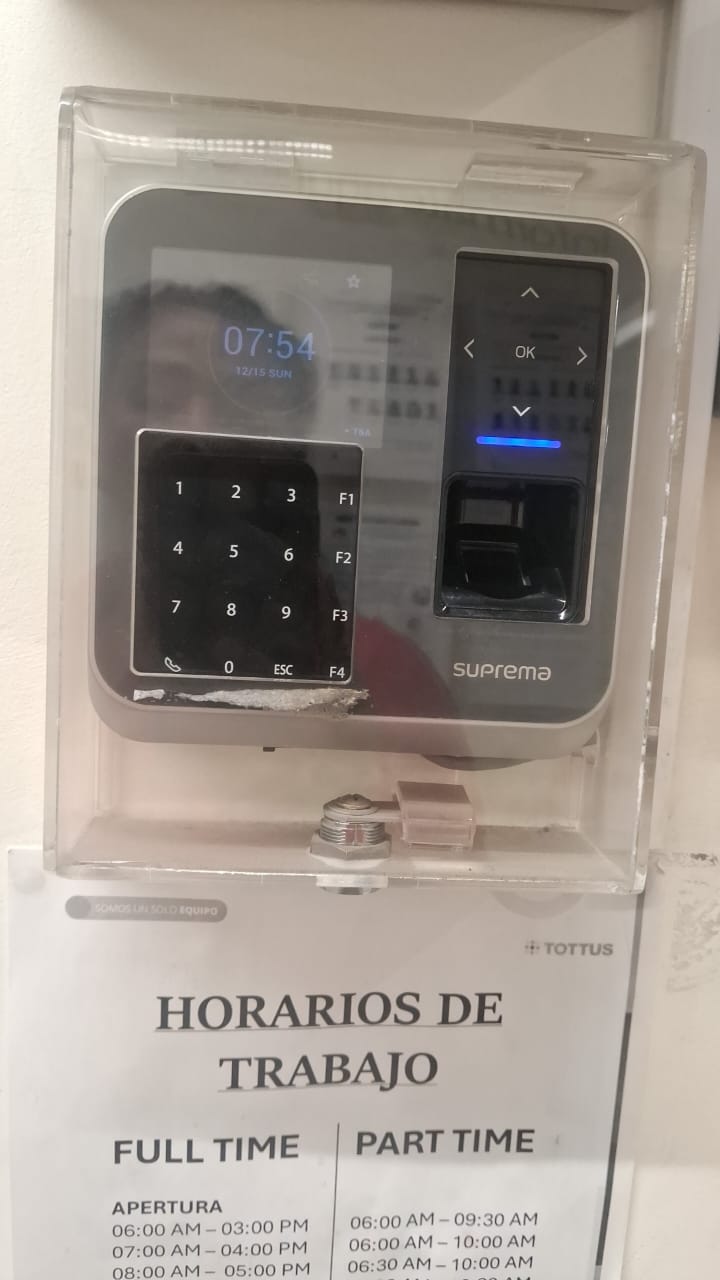 07:54
12/15 SUN
OK
1 2 3 F1
4 5 6 F2
7 8 9 F3
0 ESC F4
suprema
SOMOS UN SOLO EQUIPO
TOTTUS
HORARIOS DE
TRABAJO
FULL TIME
PART TIME
APERTURA
06:00 AM – 03:00 PM
07:00 AM – 04:00 PM
08:00 AM – 05:00 PM
06:00 AM – 09:30 AM
06:00 AM – 10:00 AM
06:30 AM – 10:00 AM